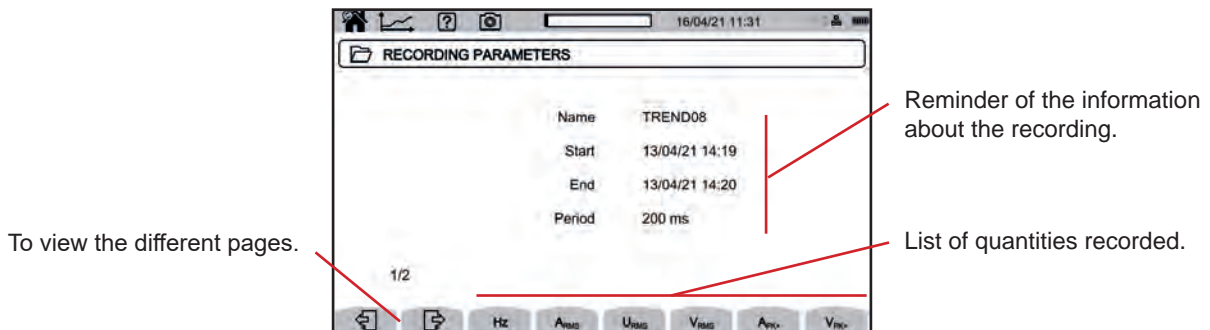 16/04/21 11:31
RECORDING PARAMETERS
Name TREND08
Start 13/04/21 14:19
End 13/04/21 14:20
Period 200 ms
1/2
Hz ARMS URMS VRMS APK+ VPK+
Reminder of the information
about the recording.
To view the different pages.
List of quantities recorded.